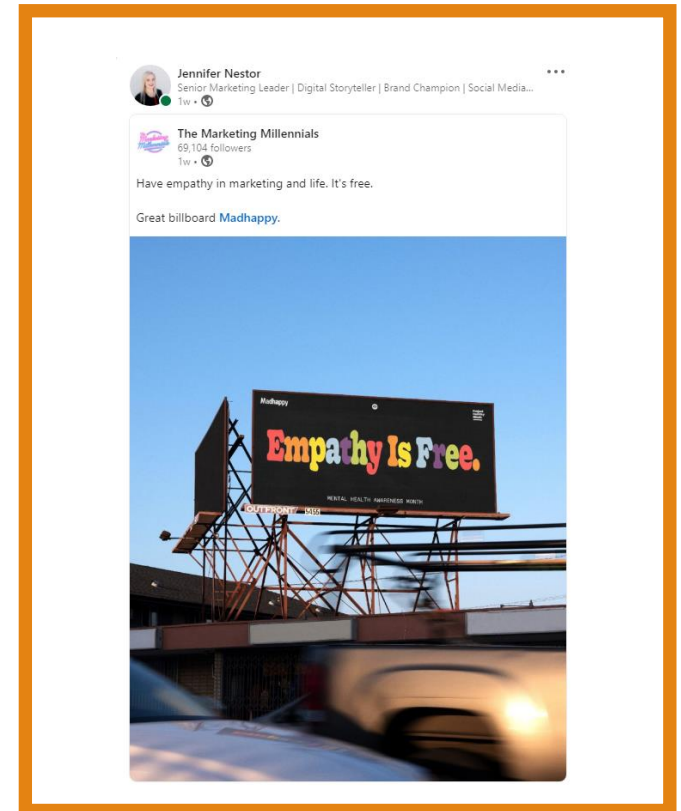 Jennifer Nestor
Senior Marketing Leader | Digital Storyteller | Brand Champion | Social Media...
1w •
The Marketing Millennials
69,104 followers
1w •
Have empathy in marketing and life. It's free.
Great billboard Madhappy.
Madhappy
Empathy Is Free.
MENTAL HEALTH AWARENESS MONTH
OUTFRONT/